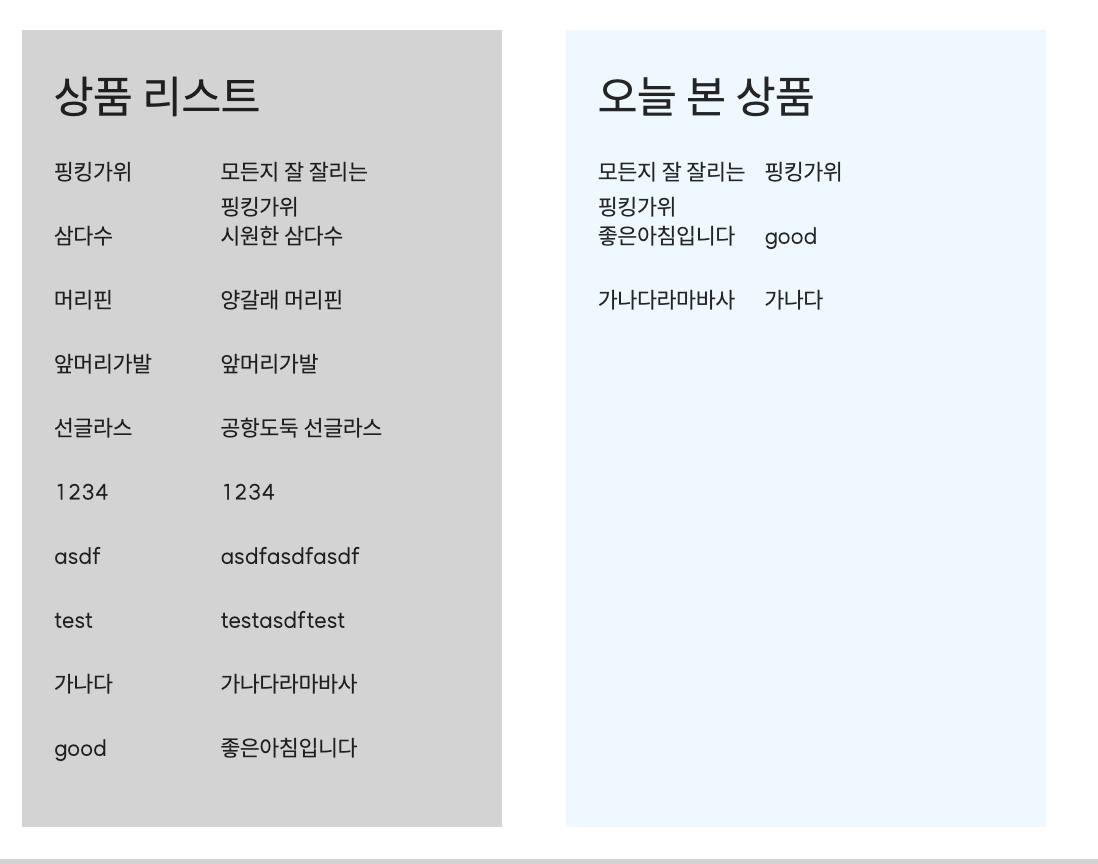 상품 리스트
핑킹가위 모든지 잘 잘리는
핑킹가위
삼다수 시원한 삼다수
머리핀 양갈래 머리핀
앞머리가발 앞머리가발
선글라스 공항도둑 선글라스
1234 1234
asdf asdfasdfasdf
test testasdftest
가나다 가나다라마바사
good 좋은아침입니다
오늘 본 상품
모든지 잘 잘리는 핑킹가위
핑킹가위
좋은아침입니다 good
가나다라마바사 가나다